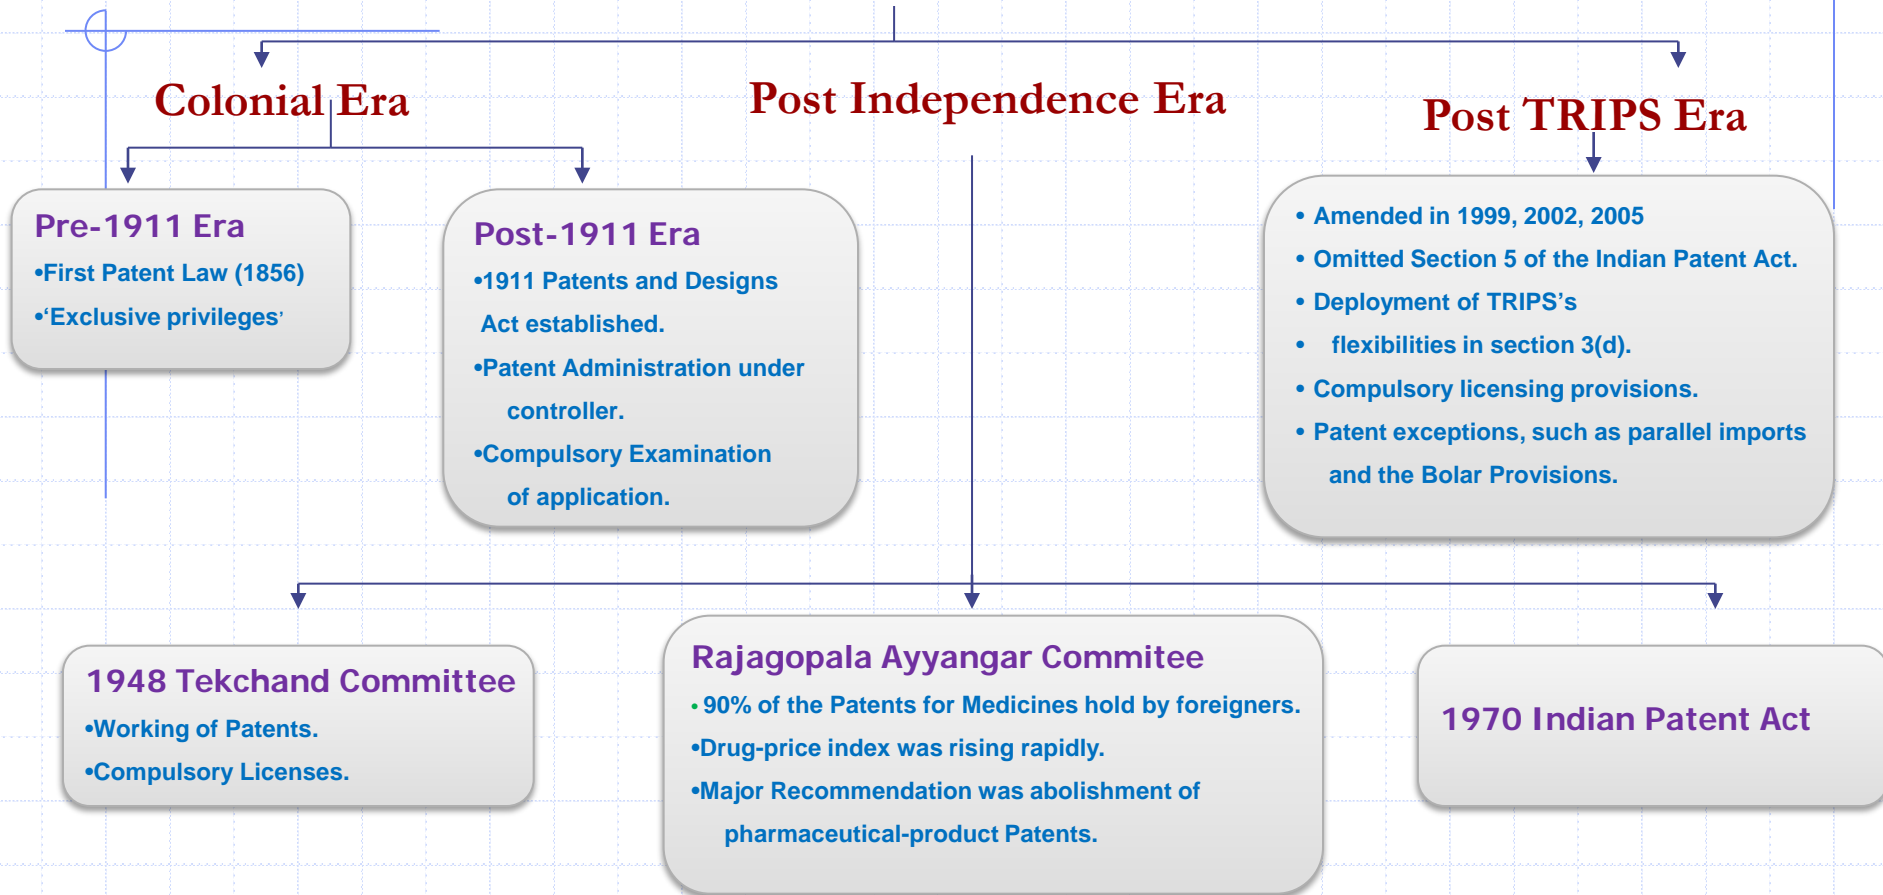 Colonial Era
Post Independence Era
Post TRIPS Era
Pre-1911 Era
•First Patent Law (1856)
•‘Exclusive privileges’
Post-1911 Era
•1911 Patents and Designs
Act established.
•Patent Administration under
controller.
•Compulsory Examination
of application.
• Amended in 1999, 2002, 2005
• Omitted Section 5 of the Indian Patent Act.
• Deployment of TRIPS’s
• flexibilities in section 3(d).
• Compulsory licensing provisions.
• Patent exceptions, such as parallel imports
and the Bolar Provisions.
1948 Tekchand Committee
•Working of Patents.
•Compulsory Licenses.
Rajagopala Ayyangar Commitee
• 90% of the Patents for Medicines hold by foreigners.
•Drug-price index was rising rapidly.
•Major Recommendation was abolishment of
pharmaceutical-product Patents.
1970 Indian Patent Act